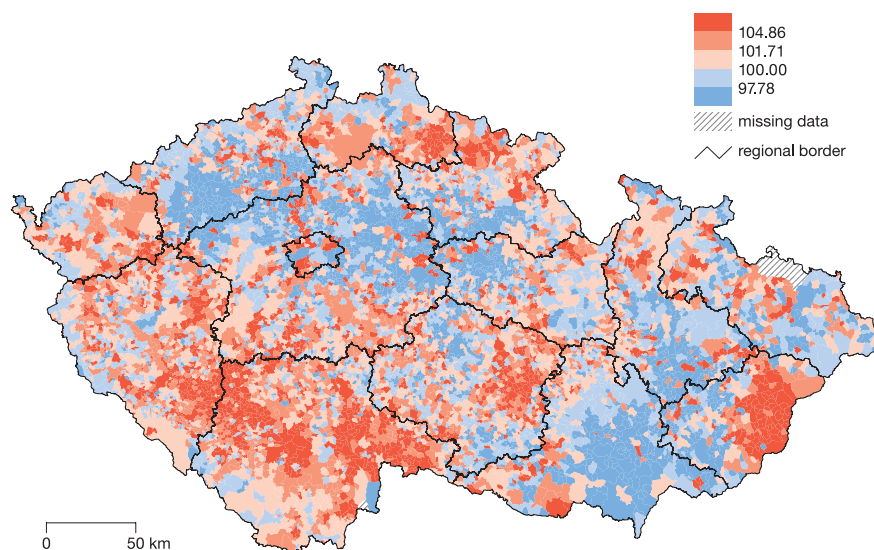 104.86
101.71
100.00
97.78
missing data
regional border
0 50 km